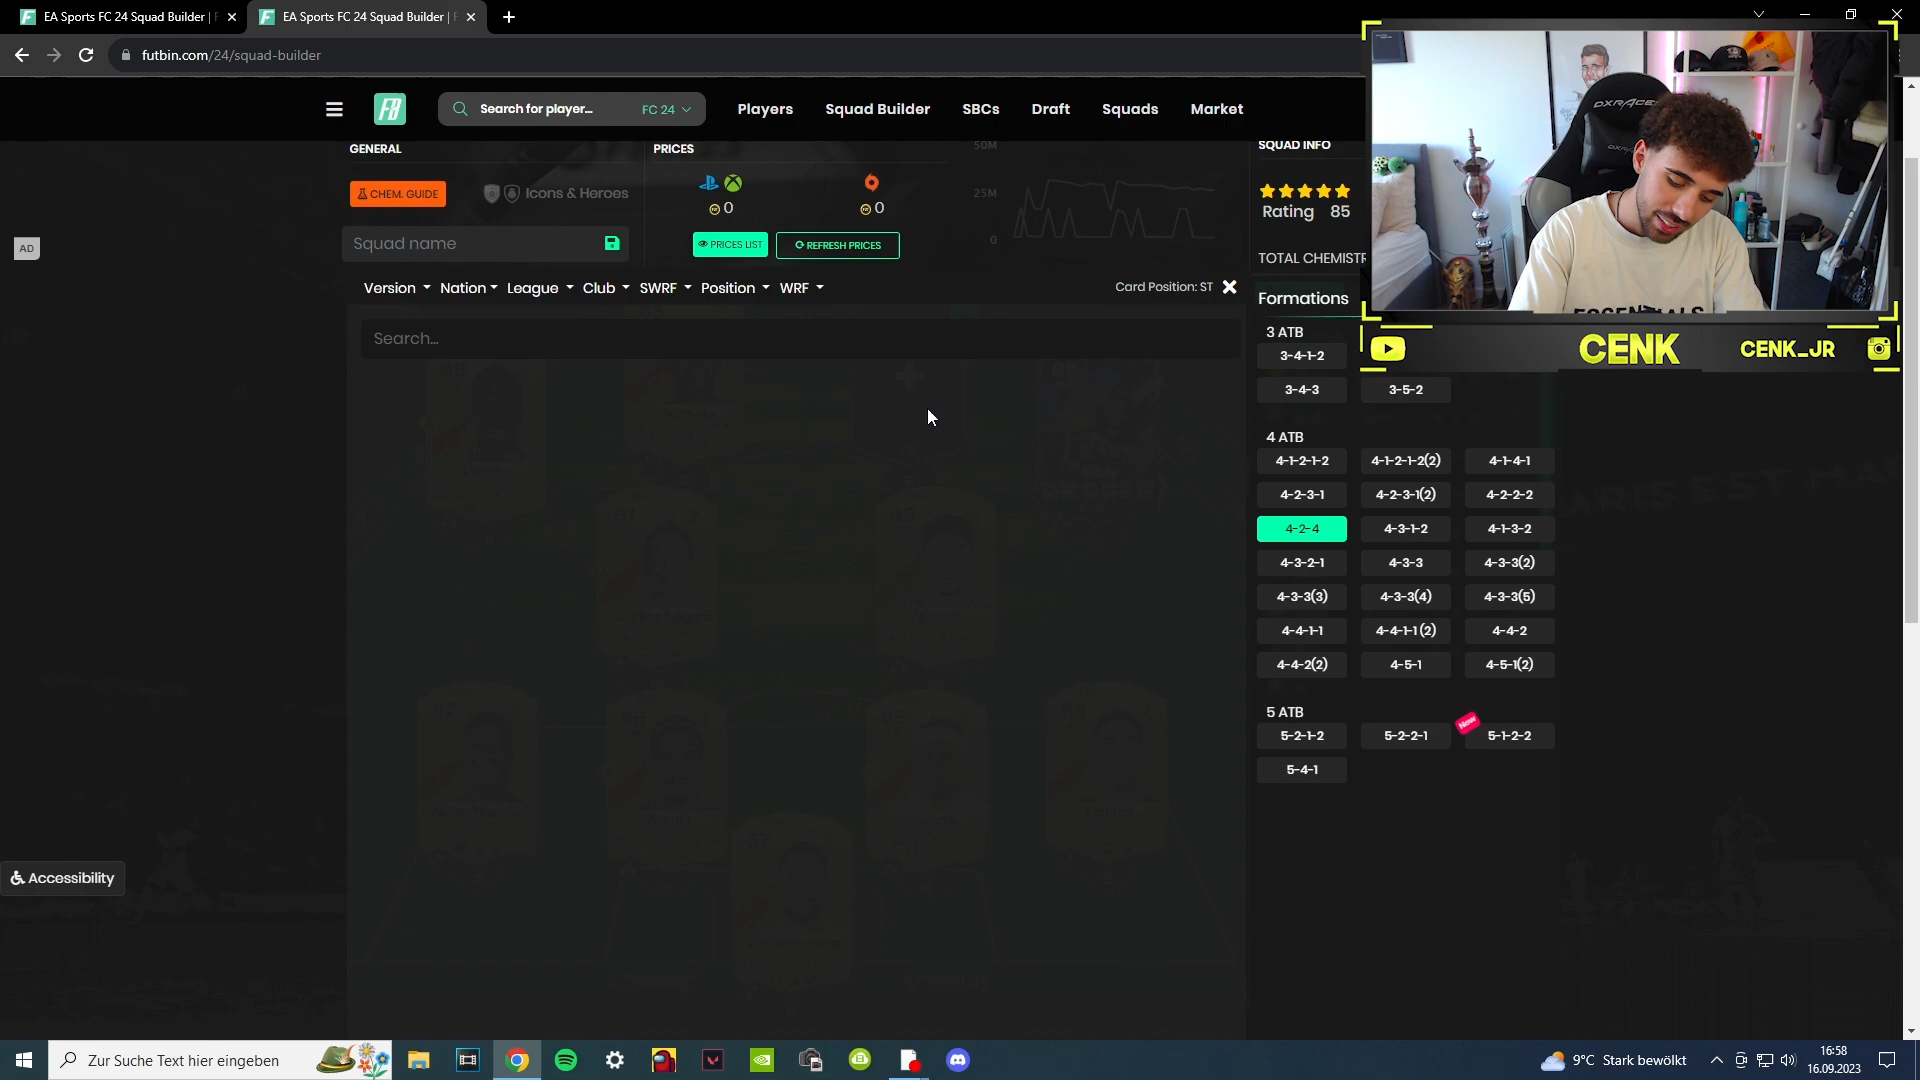 EA Sports FC 24 Squad Builder | F
EA Sports FC 24 Squad Builder | F
futbin.com/24/squad-builder
FB
Search for player...
FC 24
Players
Squad Builder
SBCs
Draft
Squads
Market
GENERAL
PRICES
50M
25M
0
SQUAD INFO
CHEM. GUIDE
Icons & Heroes
0
0
Rating 85
AD
Squad name
PRICES LIST
REFRESH PRICES
TOTAL CHEMISTR
Version
Nation
League
Club
SWRF
Position
WRF
Card Position: ST
Formations
Search...
3 ATB
3-4-1-2
3-4-3
3-5-2
4 ATB
4-1-2-1-2
4-1-2-1-2(2)
4-1-4-1
4-2-3-1
4-2-3-1(2)
4-2-2-2
4-2-4
4-3-1-2
4-1-3-2
4-3-2-1
4-3-3
4-3-3(2)
4-3-3(3)
4-3-3(4)
4-3-3(5)
4-4-1-1
4-4-1-1 (2)
4-4-2
4-4-2(2)
4-5-1
4-5-1(2)
5 ATB
New
5-2-1-2
5-2-2-1
5-1-2-2
5-4-1
DXRACER
CENK
CENK_JR
Accessibility
Zur Suche Text hier eingeben
9°C Stark bewölkt
16:58
16.09.2023